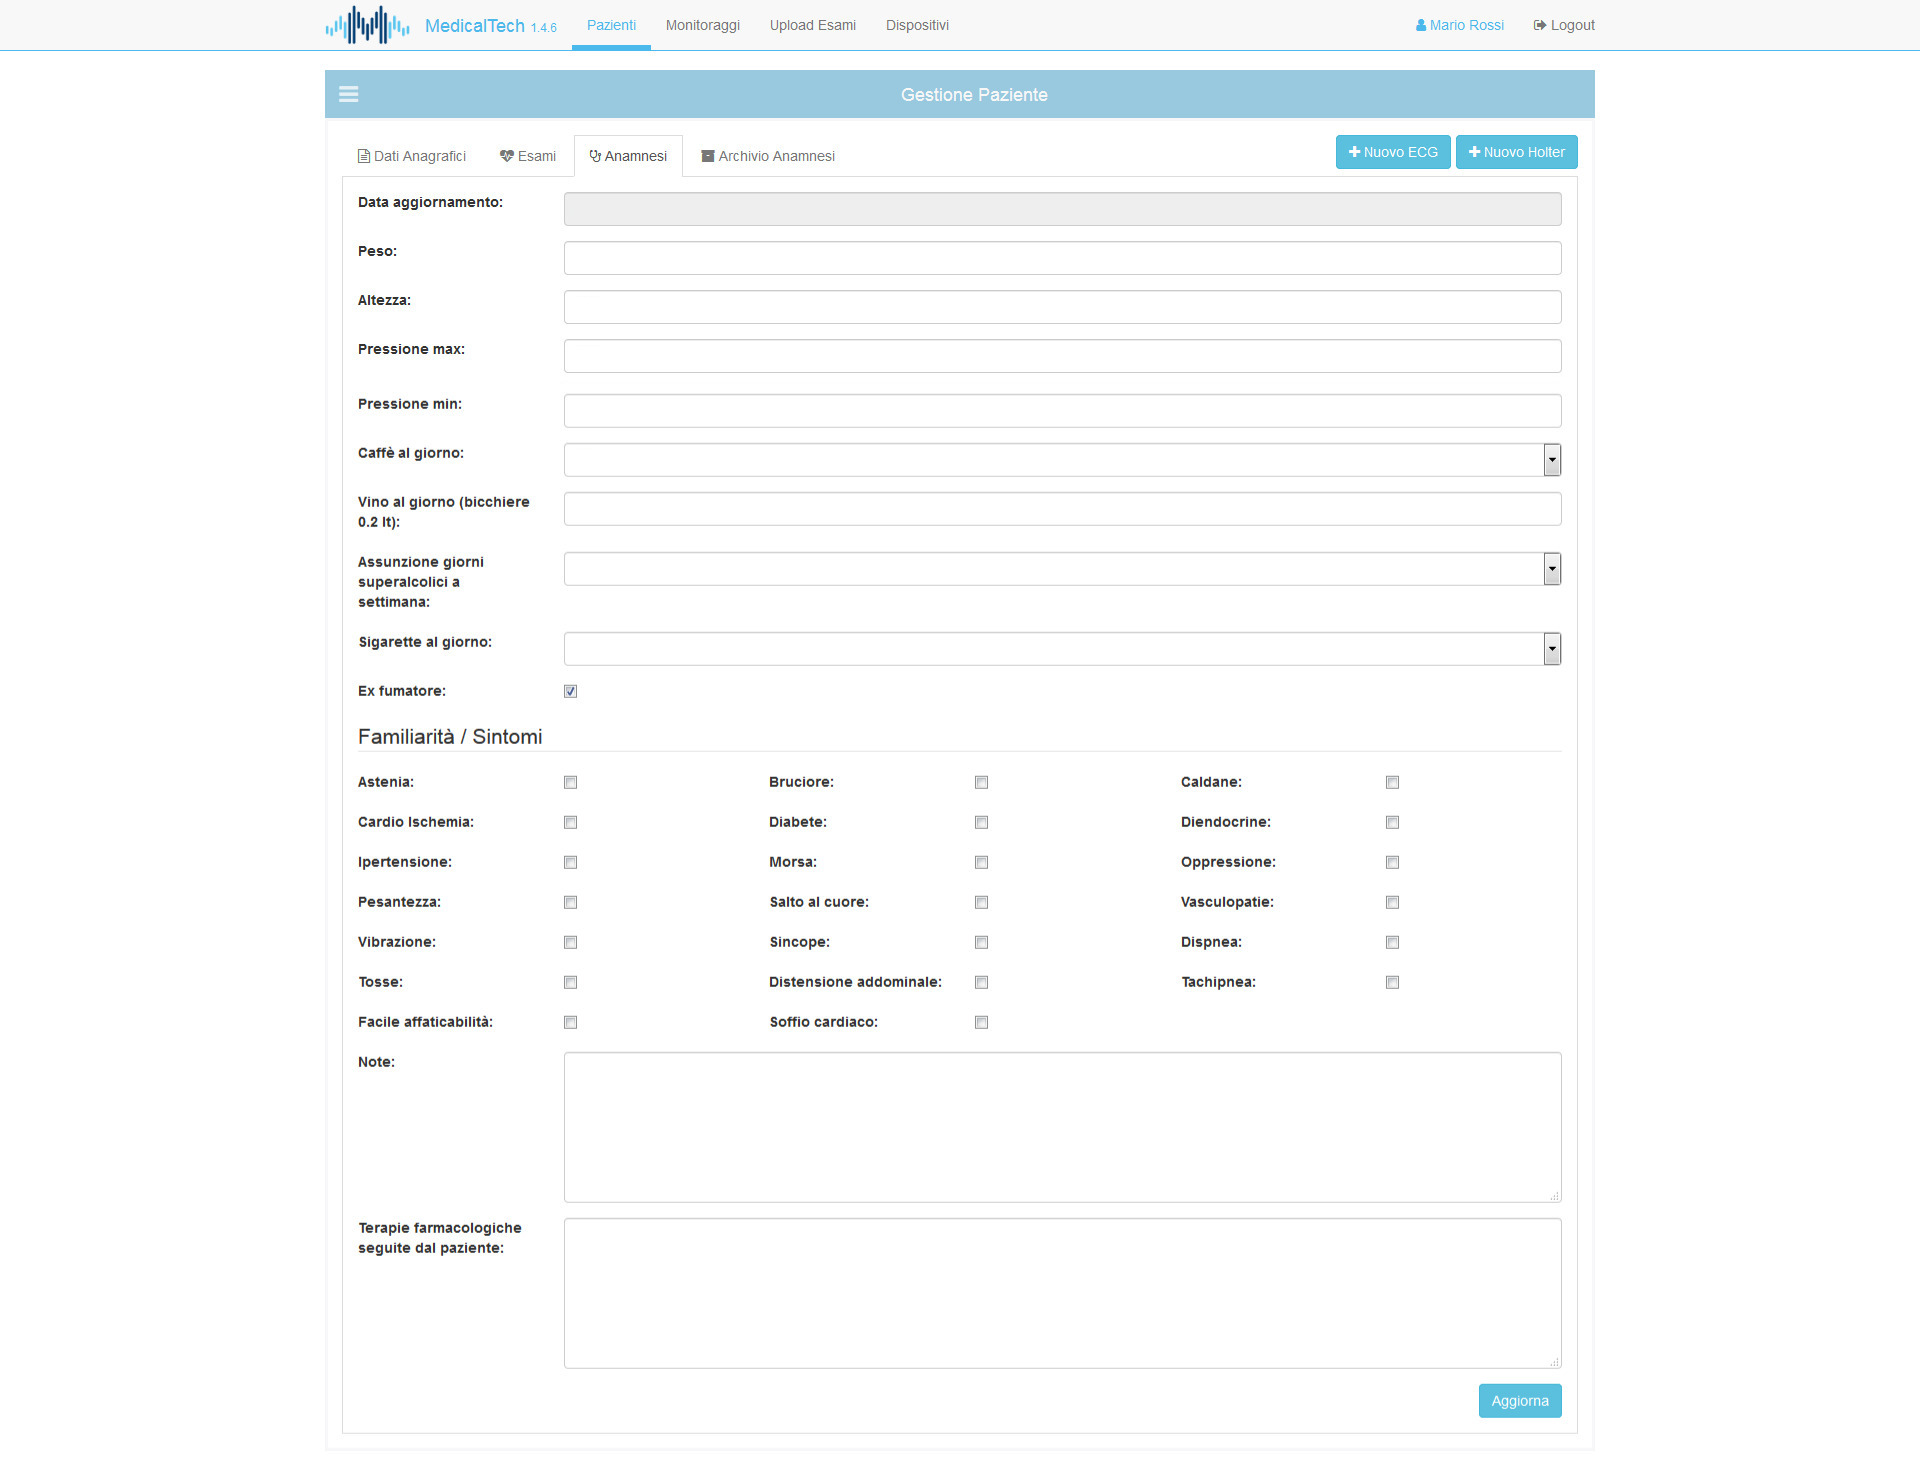 MedicalTech 1.4.6 Pazienti Monitoraggi Upload Esami Dispositivi Mario Rossi Logout
Gestione Paziente
Dati Anagrafici Esami Anamnesi Archivio Anamnesi Nuovo ECG Nuovo Holter
Data aggiornamento:
Peso:
Altezza:
Pressione max:
Pressione min:
Caffè al giorno:
Vino al giorno (bicchiere
0.2 lt):
Assunzione giorni
superalcolici a
settimana:
Sigarette al giorno:
Ex fumatore:
Familiarità / Sintomi
Astenia: Bruciore: Caldane:
Cardio Ischemia: Diabete: Diendocrine:
Ipertensione: Morsa: Oppressione:
Pesantezza: Salto al cuore: Vasculopatie:
Vibrazione: Sincope: Dispnea:
Tosse: Distensione addominale: Tachipnea:
Facile affaticabilità: Soffio cardiaco:
Note:
Terapie farmacologiche
seguite dal paziente:
Aggiorna